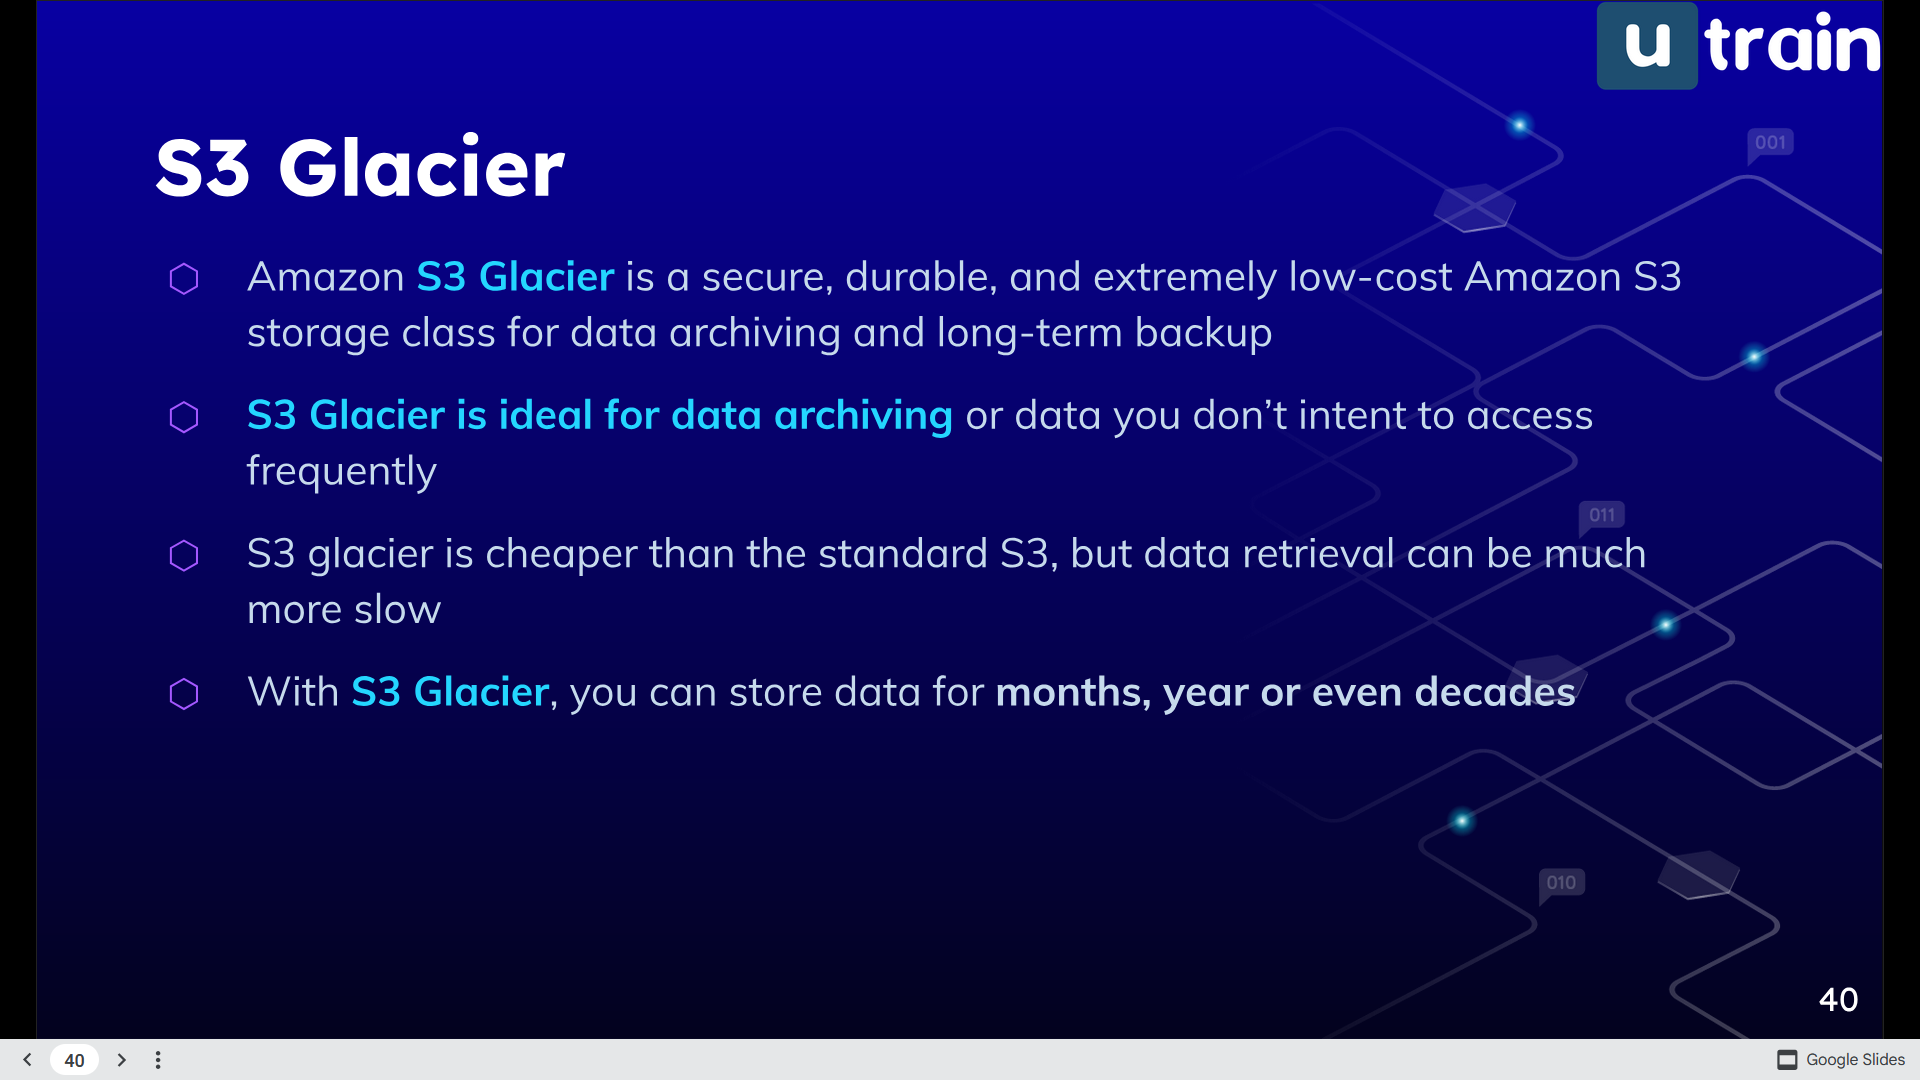 u train
001
S3 Glacier
Amazon S3 Glacier is a secure, durable, and extremely low-cost Amazon S3
storage class for data archiving and long-term backup
S3 Glacier is ideal for data archiving or data you don’t intent to access
frequently
011
S3 glacier is cheaper than the standard S3, but data retrieval can be much
more slow
With S3 Glacier, you can store data for months, year or even decades
010
40
40
Google Slides